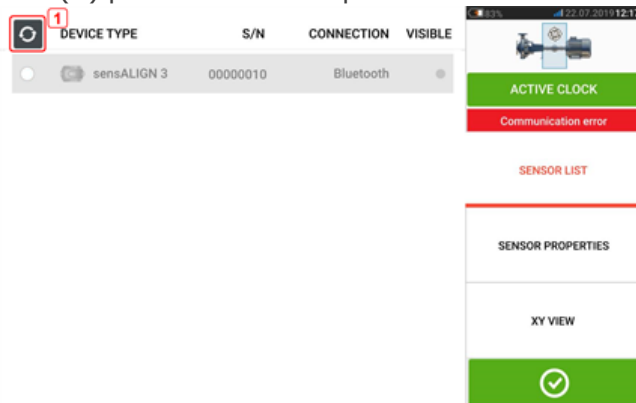 1
DEVICE TYPE S/N CONNECTION VISIBLE
sensALIGN 3 00000010 Bluetooth
83% 22.07.2019 12:17
ACTIVE CLOCK
Communication error
SENSOR LIST
SENSOR PROPERTIES
XY VIEW